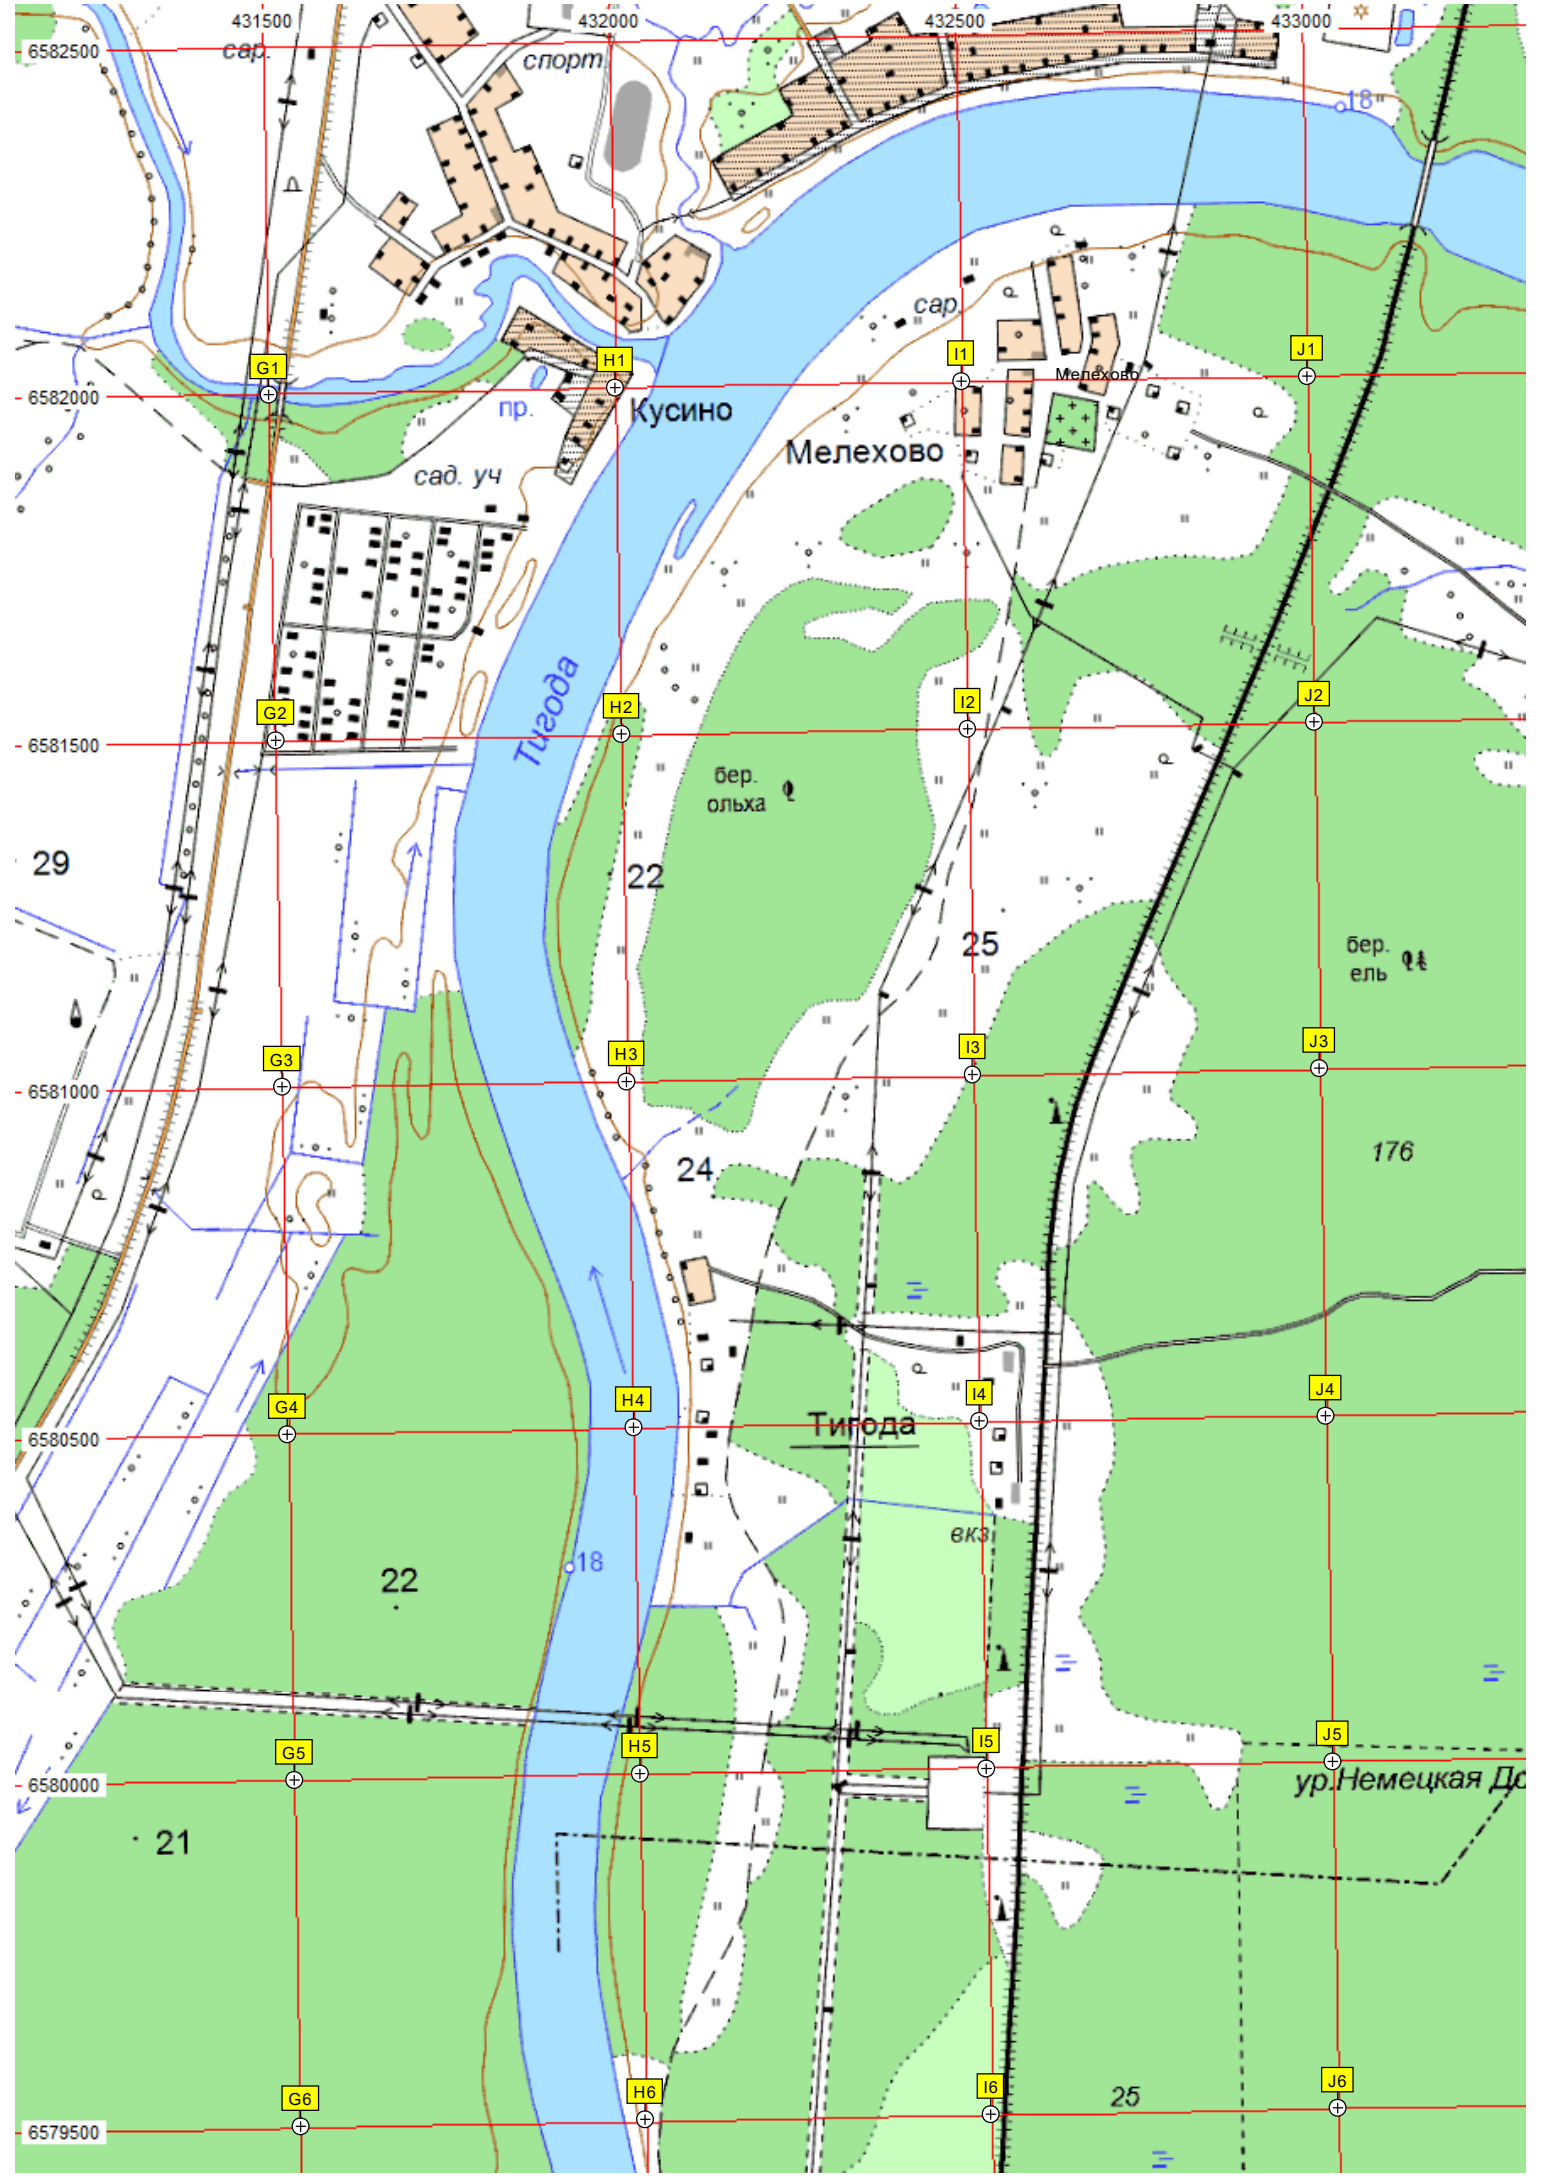 431500 432000 432500 433000
6582500
сар.
спорт.
18
сар.
G1
H1
I1
J1
Мелехово
6582000
пр.
Кусино
Мелехово
сад. уч
Тигода
G2
H2
I2
J2
6581500
бер.
ольха
29
22
25
бер.
ель
G3
H3
I3
J3
6581000
24
176
G4
H4
I4
J4
6580500
Тигода
вкз
22
18
G5
H5
I5
J5
6580000
ур.Немецкая До
21
G6
H6
I6
J6
25
6579500